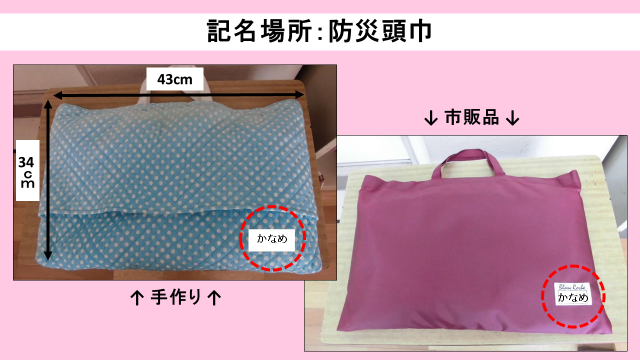 記名場所：防災頭巾
43cm
34cm
かなめ
↑手作り↑
↓市販品↓
かなめ